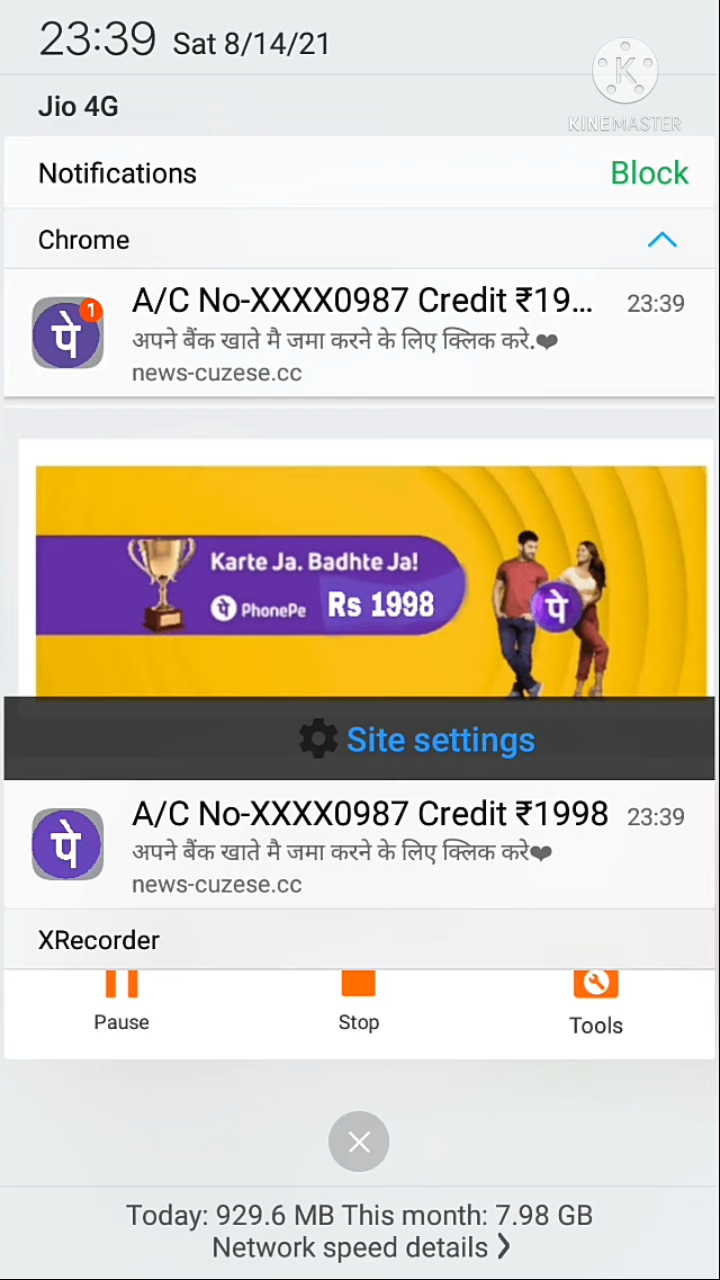 23:39 Sat 8/14/21
K
KINEMASTER
Jio 4G
Notifications Block
Chrome
पे 1
A/C No-XXXX0987 Credit ₹19... 23:39
अपने बैंक खाते मै जमा करने के लिए क्लिक करे.❤
news-cuzese.cc
Karte Ja. Badhte Ja!
पे PhonePe Rs 1998
पे
Site settings
पे
A/C No-XXXX0987 Credit ₹1998 23:39
अपने बैंक खाते मै जमा करने के लिए क्लिक करे❤
news-cuzese.cc
XRecorder
Pause Stop Tools
Today: 929.6 MB This month: 7.98 GB
Network speed details ❯